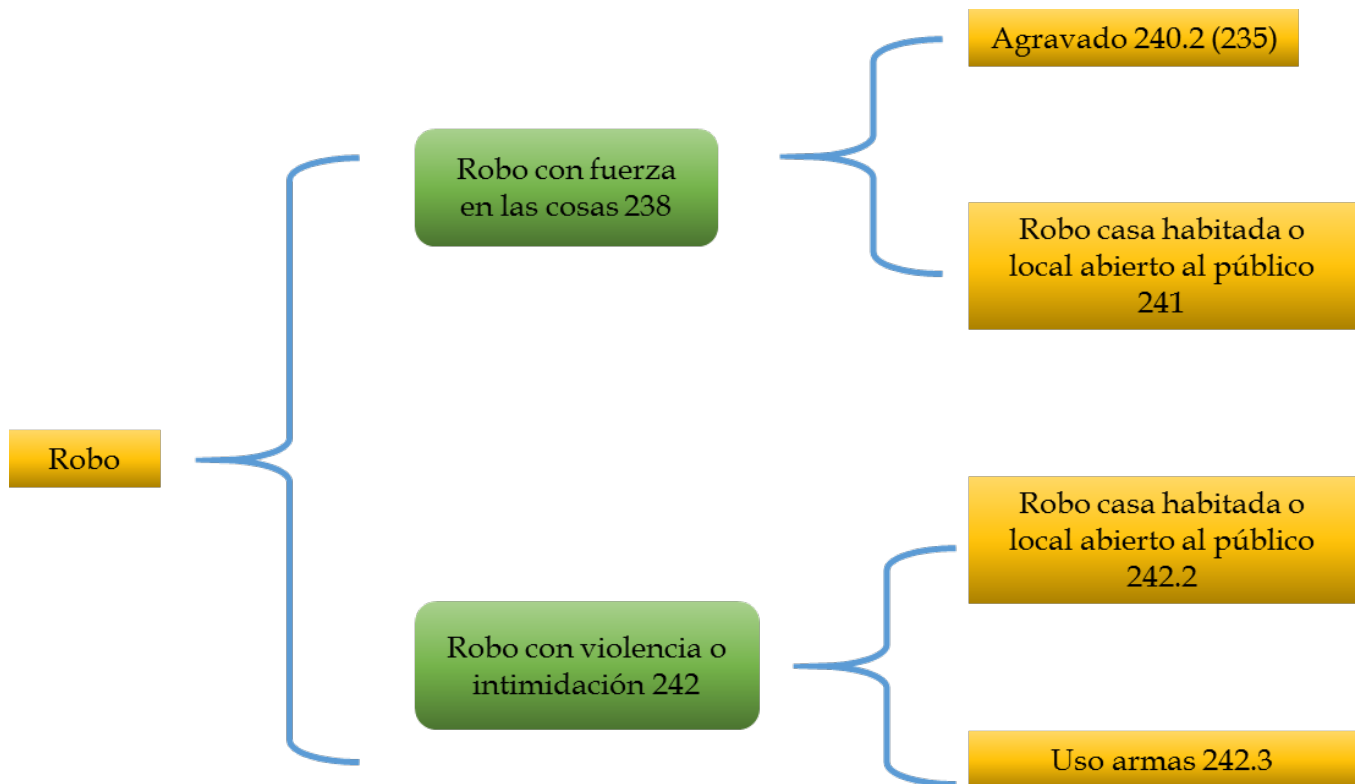 Robo
Robo con fuerza
en las cosas 238
Agravado 240.2 (235)
Robo casa habitada o
local abierto al público
241
Robo con violencia o
intimidación 242
Robo casa habitada o
local abierto al público
242.2
Uso armas 242.3